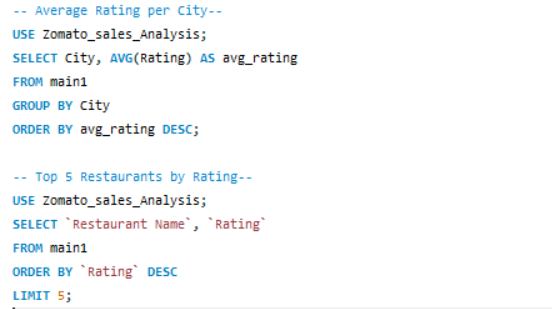 -- Average Rating per City--
USE Zomato_sales_Analysis;
SELECT City, AVG(Rating) AS avg_rating
FROM main1
GROUP BY City
ORDER BY avg_rating DESC;
-- Top 5 Restaurants by Rating--
USE Zomato_sales_Analysis;
SELECT `Restaurant Name`, `Rating`
FROM main1
ORDER BY `Rating` DESC
LIMIT 5;